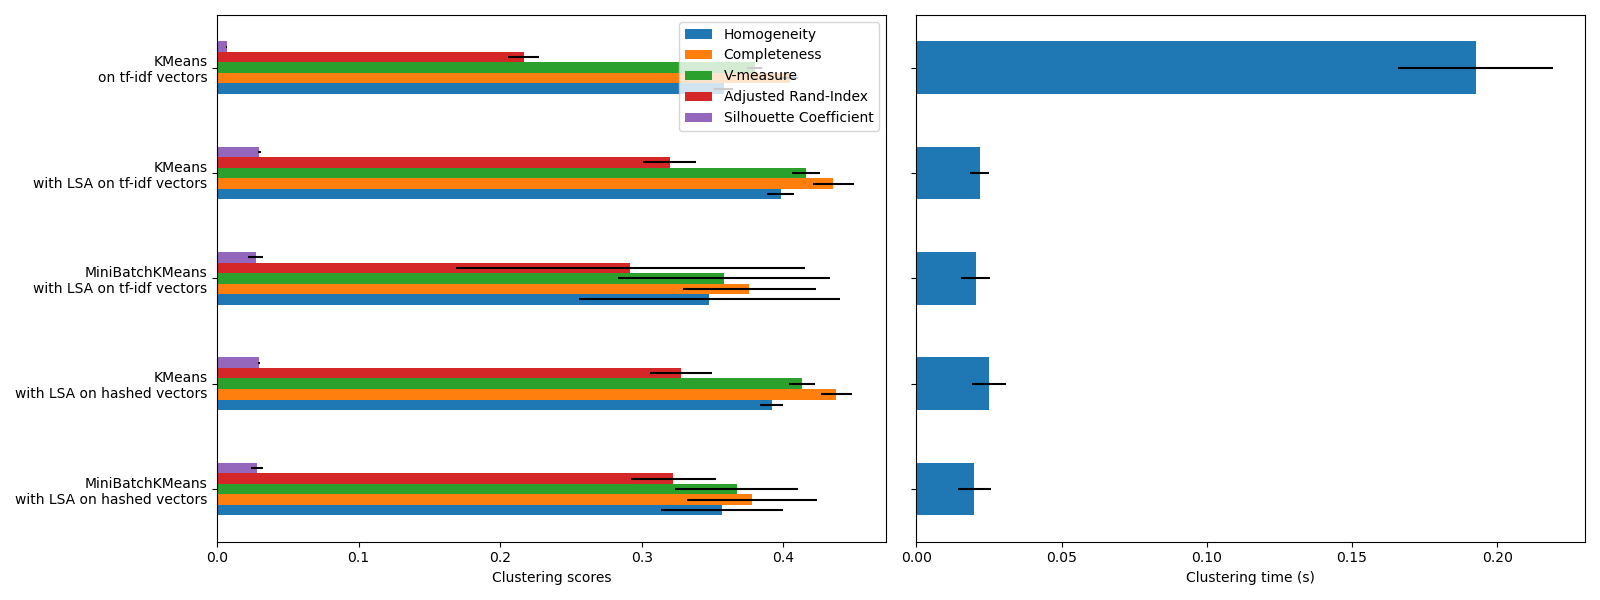 KMeans
on tf-idf vectors
KMeans
with LSA on tf-idf vectors
MiniBatchKMeans
with LSA on tf-idf vectors
KMeans
with LSA on hashed vectors
MiniBatchKMeans
with LSA on hashed vectors
Homogeneity
Completeness
V-measure
Adjusted Rand-Index
Silhouette Coefficient
0.0 0.1 0.2 0.3 0.4
Clustering scores
0.00 0.05 0.10 0.15 0.20
Clustering time (s)